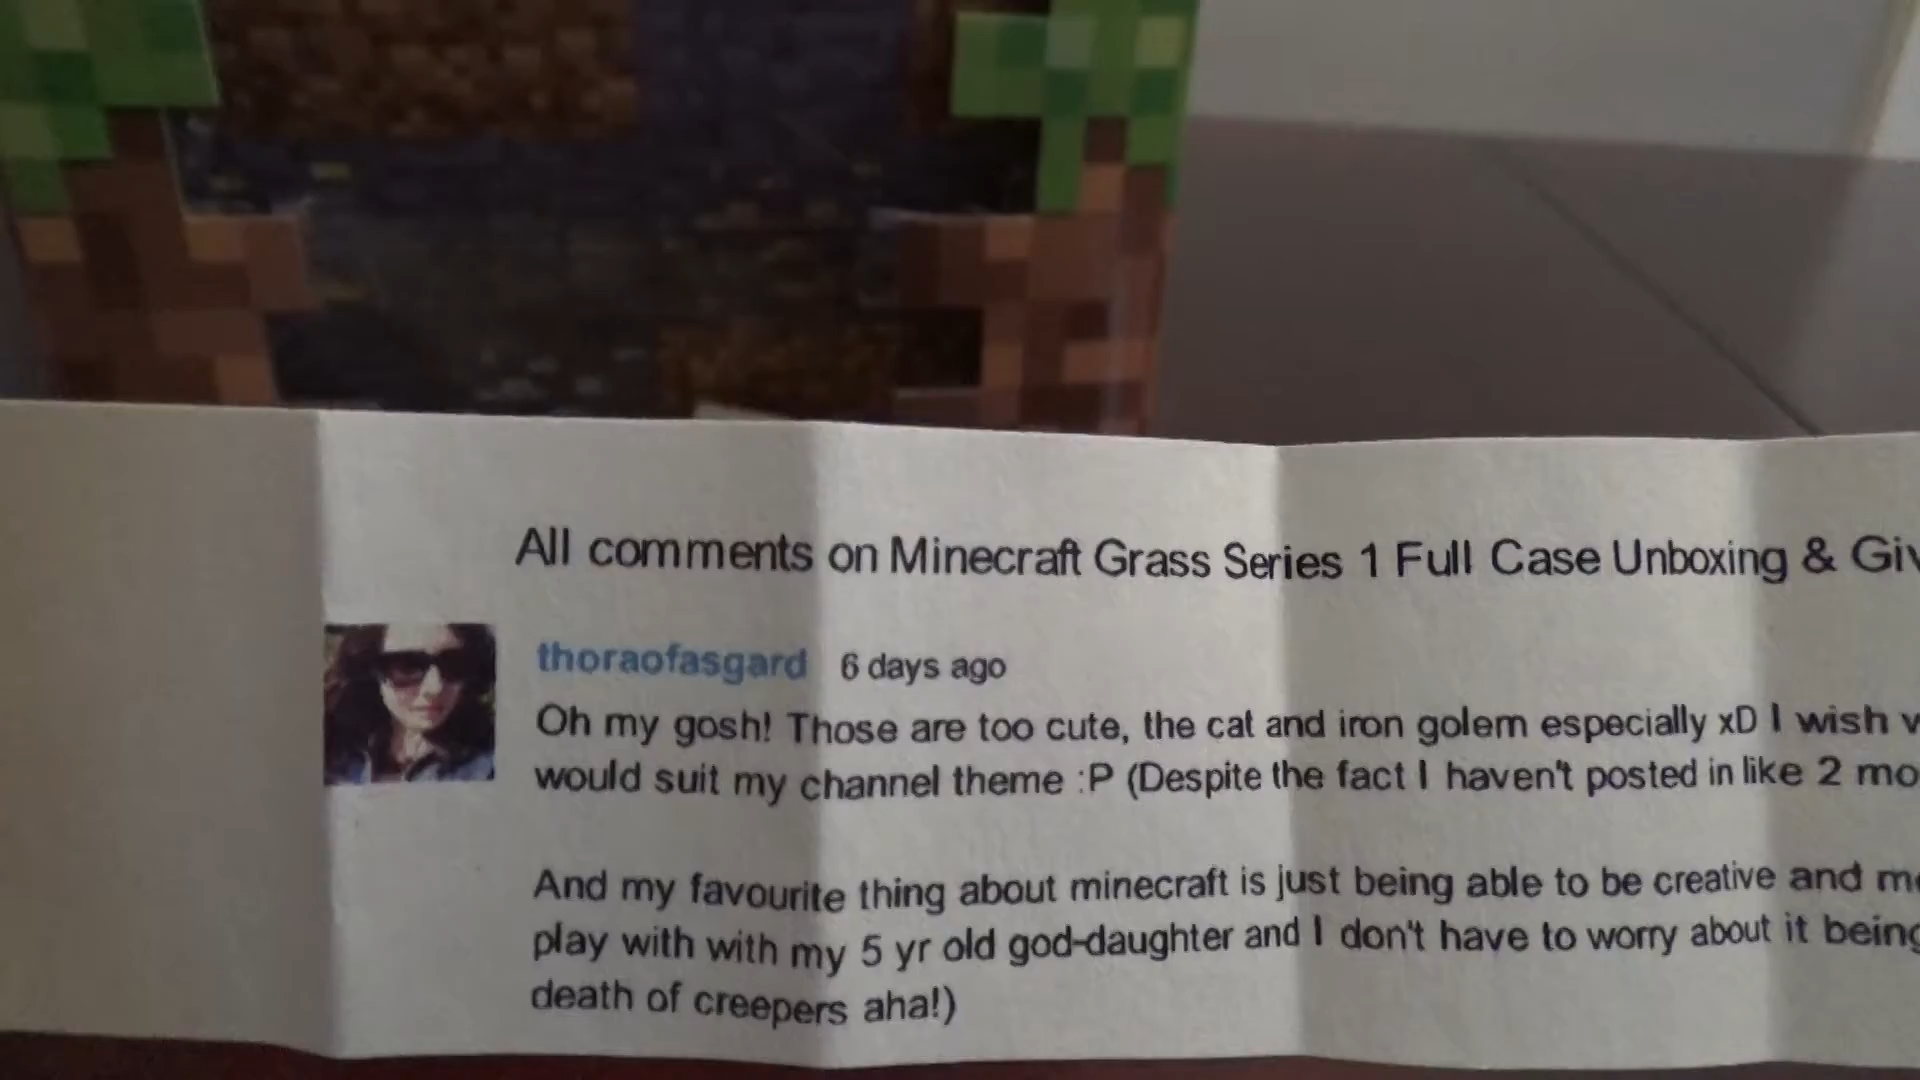 All comments on Minecraft Grass Series 1 Full Case Unboxing &
thoraofasgard 6 days ago
Oh my gosh! Those are too cute, the cat and iron golem especially xD I wish
would suit my channel theme :P (Despite the fact I haven't posted in like 2
And my favourite thing about minecraft is just being able to be creative and
play with with my 5 yr old god-daughter and I don't have to worry about it being
death of creepers aha!)